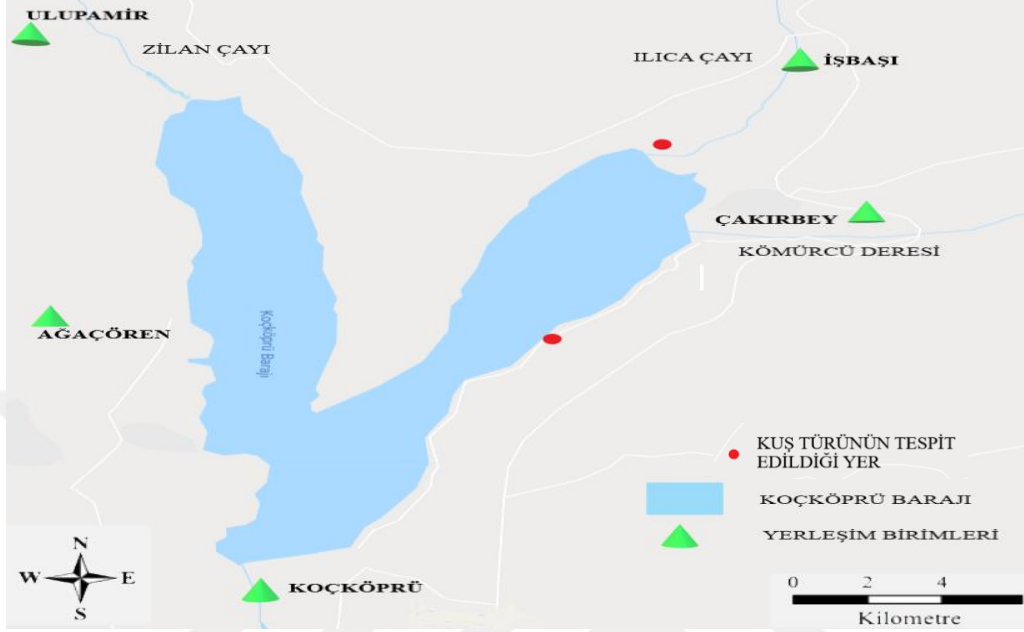 ULUPAMİR
ZİLAN ÇAYI
ILICA ÇAYI
İŞBAŞI
ÇAKIRBEY
KÖMÜRCÜ DERESİ
AĞAÇÖREN
Koçköprü Barajı
KUŞ TÜRÜNÜN TESPİT
EDİLDİĞİ YER
KOÇKÖPRÜ BARAJI
YERLEŞİM BİRİMLERİ
N
W E
S
KOÇKÖPRÜ
0 2 4
Kilometre